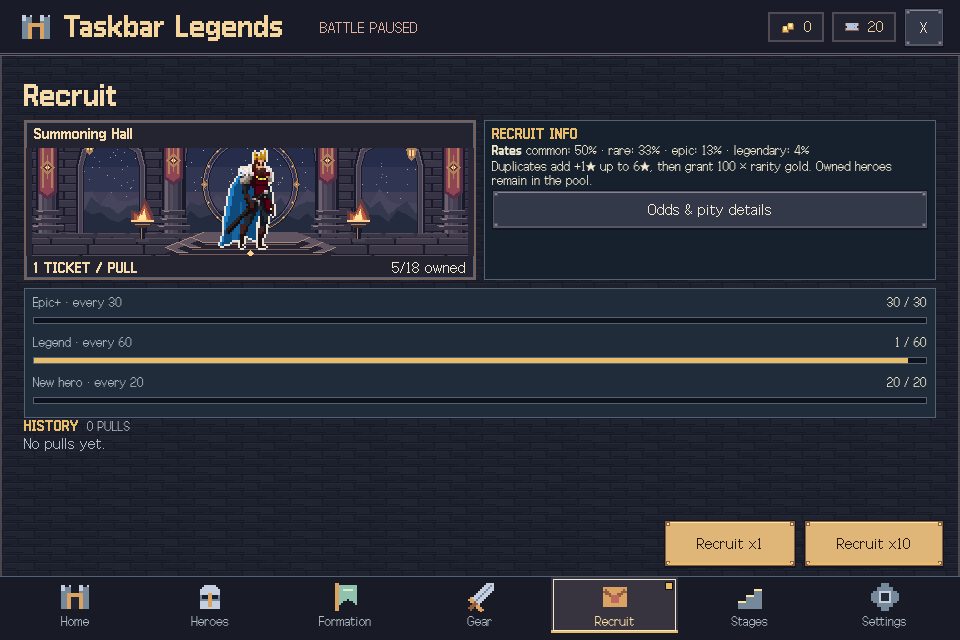 Taskbar Legends
BATTLE PAUSED
0
20
X
Recruit
Summoning Hall
1 TICKET / PULL
5/18 owned
RECRUIT INFO
Rates common: 50% · rare: 33% · epic: 13% · legendary: 4%
Duplicates add +1★ up to 6★, then grant 100 × rarity gold. Owned heroes
remain in the pool.
Odds & pity details
Epic+ · every 30
30 / 30
Legend · every 60
1 / 60
New hero · every 20
20 / 20
HISTORY 0 PULLS
No pulls yet.
Recruit x1
Recruit x10
Home
Heroes
Formation
Gear
Recruit
Stages
Settings